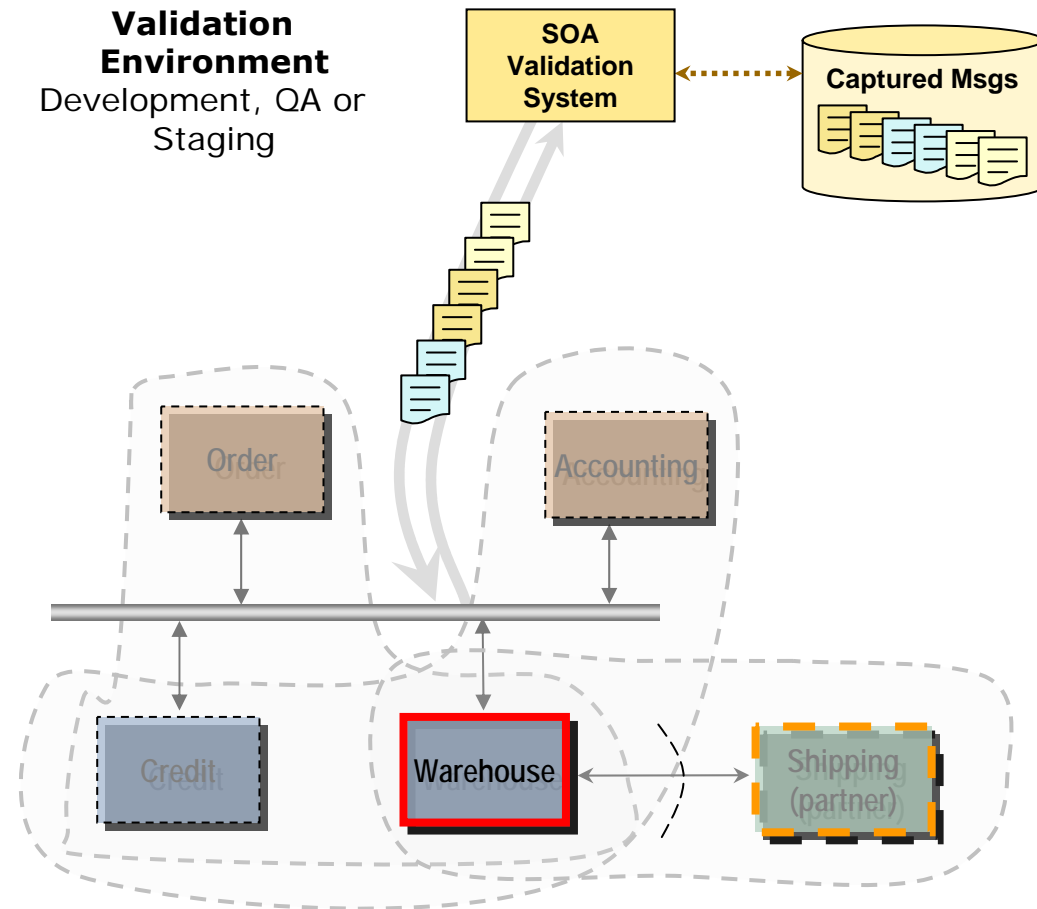 Validation
Environment
Development, QA or
Staging
SOA
Validation
System
Captured Msgs
Order
Accounting
Credit
Warehouse
Shipping
(partner)